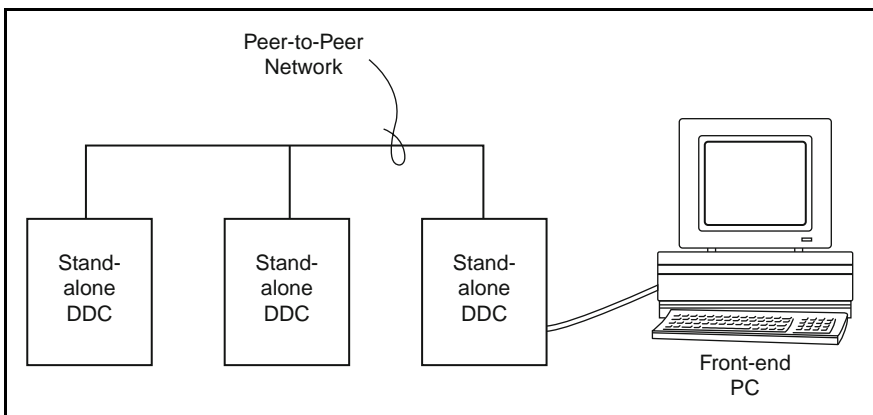 Peer-to-Peer
Network
Stand-
alone
DDC
Stand-
alone
DDC
Stand-
alone
DDC
Front-end
PC